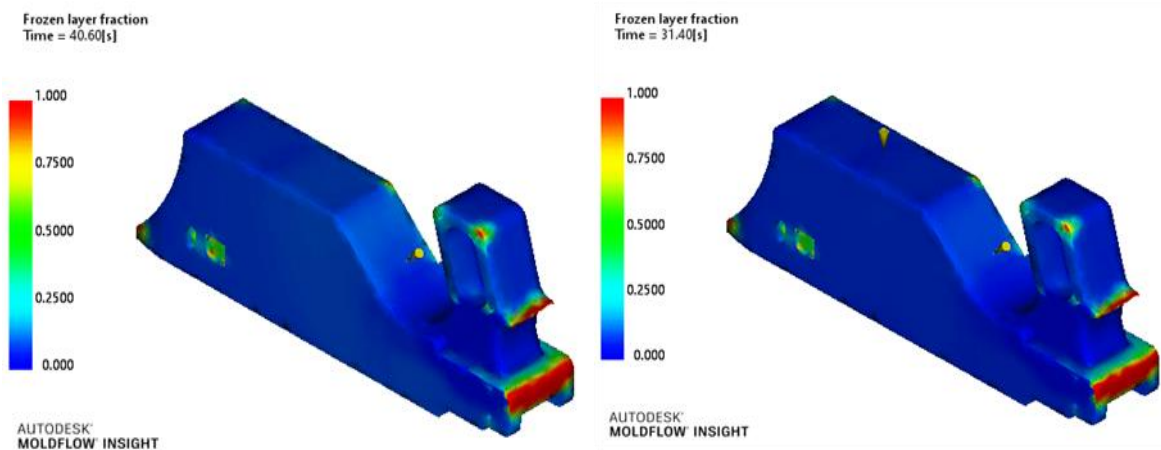 Frozen layer fraction
Time = 40.60[s]
1.000
0.7500
0.5000
0.2500
0.000
AUTODESK®
MOLDFLOW® INSIGHT
Frozen layer fraction
Time = 31.40[s]
1.000
0.7500
0.5000
0.2500
0.000
AUTODESK®
MOLDFLOW® INSIGHT